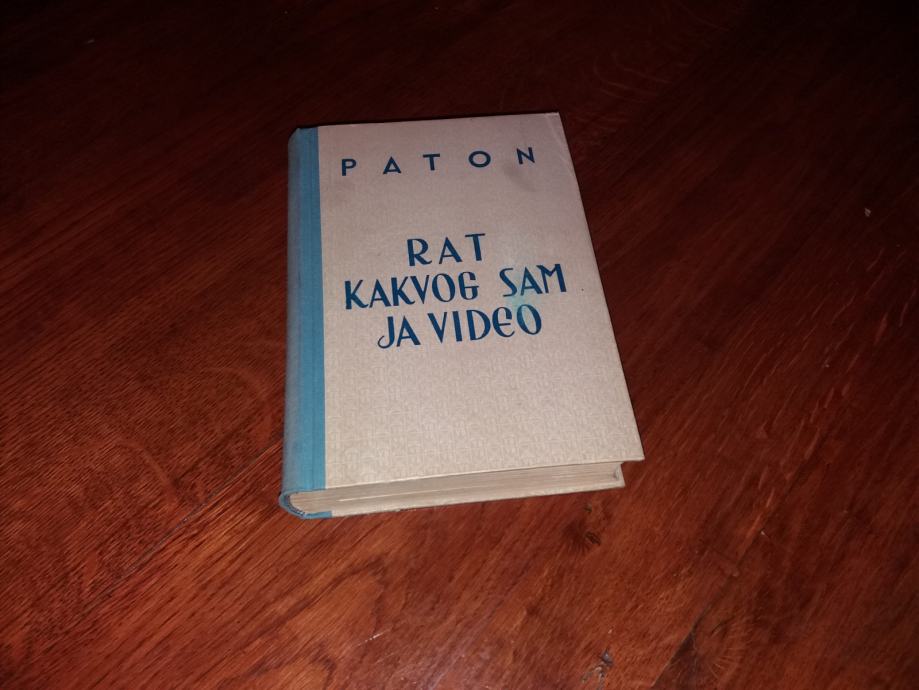 PATON
RAT
KAKVOG SAM
JA VIDEO